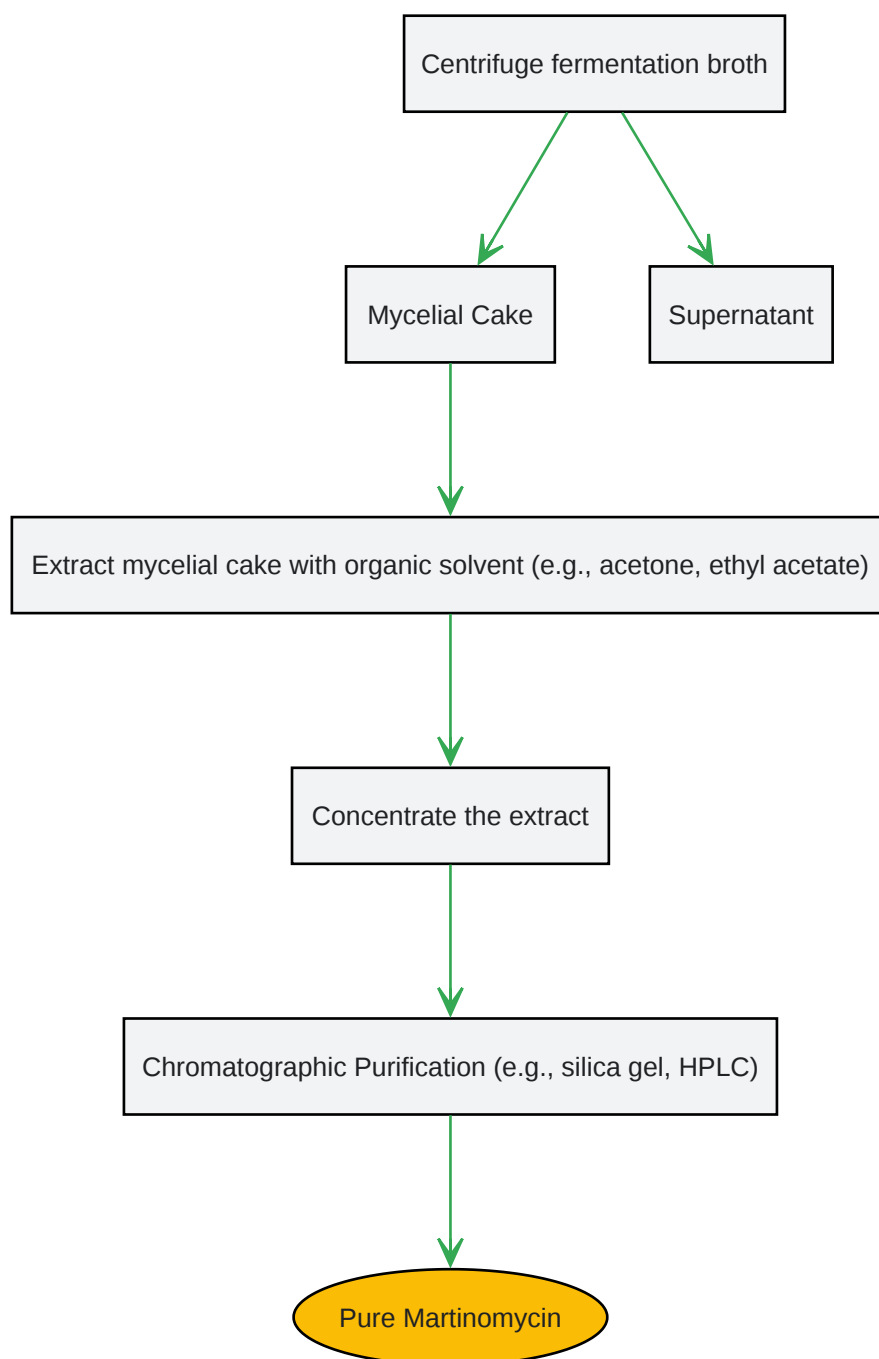 Centrifuge fermentation broth
Mycelial Cake
Supernatant
Extract mycelial cake with organic solvent (e.g., acetone, ethyl acetate)
Concentrate the extract
Chromatographic Purification (e.g., silica gel, HPLC)
Pure Martinomycin